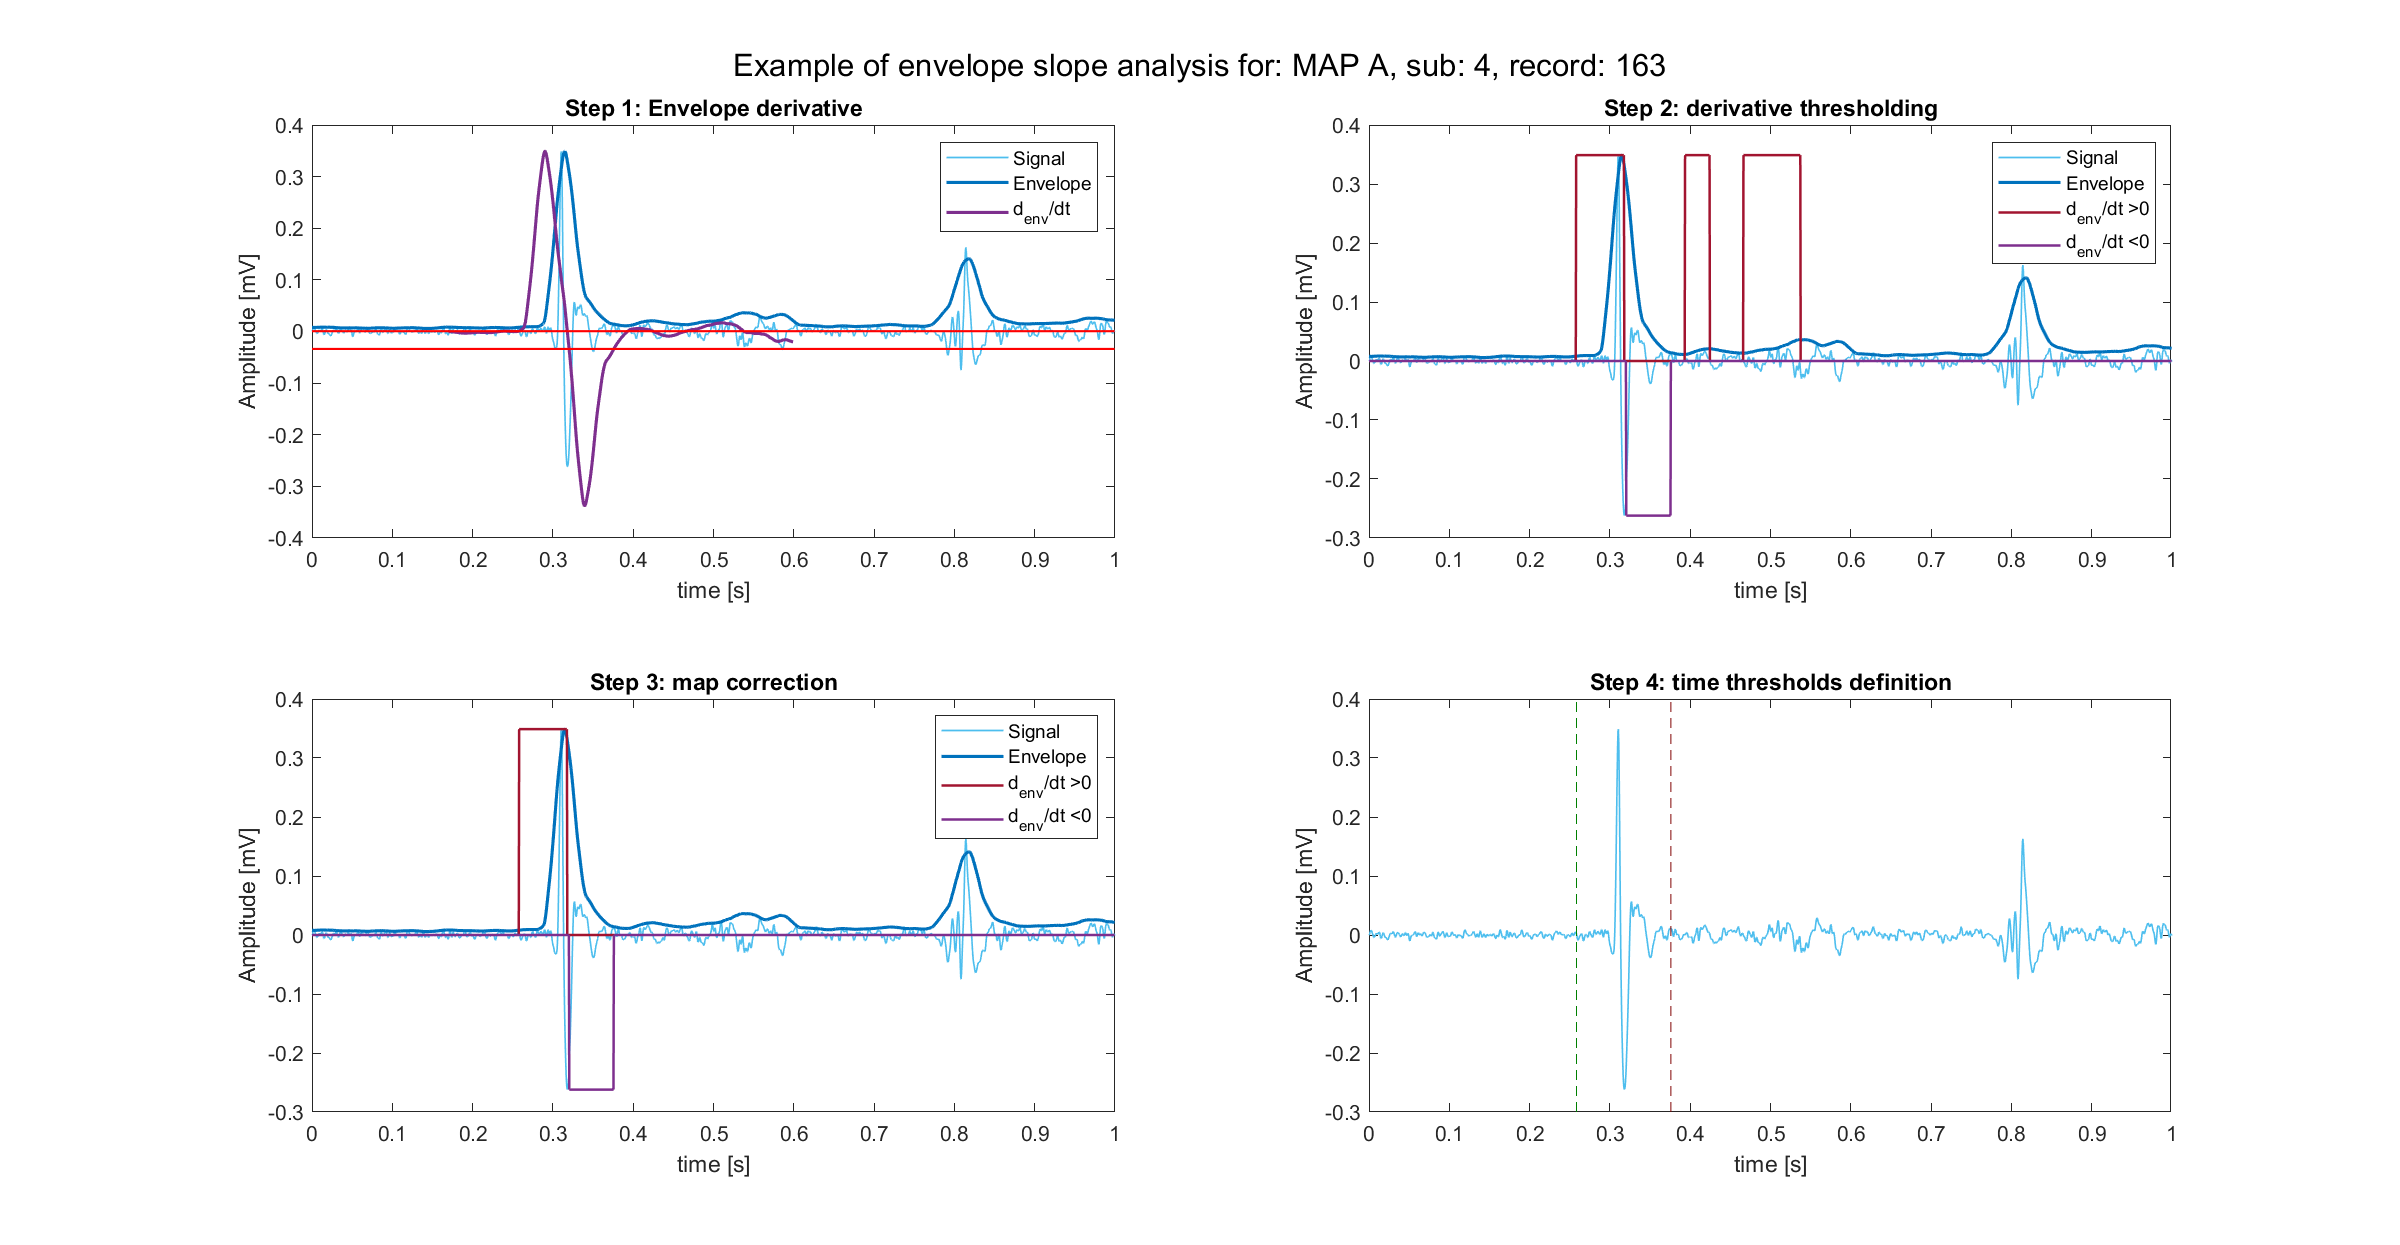 Example of envelope slope analysis for: MAP A, sub: 4, record: 163
Step 1: Envelope derivative
0.4
0.3
0.2
0.1
0
-0.1
-0.2
-0.3
-0.4
Amplitude [mV]
0 0.1 0.2 0.3 0.4 0.5 0.6 0.7 0.8 0.9 1
time [s]
Signal
Envelope
d_env/dt
Step 2: derivative thresholding
0.4
0.3
0.2
0.1
0
-0.1
-0.2
-0.3
Amplitude [mV]
0 0.1 0.2 0.3 0.4 0.5 0.6 0.7 0.8 0.9 1
time [s]
Signal
Envelope
d_env/dt >0
d_env/dt <0
Step 3: map correction
0.4
0.3
0.2
0.1
0
-0.1
-0.2
-0.3
Amplitude [mV]
0 0.1 0.2 0.3 0.4 0.5 0.6 0.7 0.8 0.9 1
time [s]
Signal
Envelope
d_env/dt >0
d_env/dt <0
Step 4: time thresholds definition
0.4
0.3
0.2
0.1
0
-0.1
-0.2
-0.3
Amplitude [mV]
0 0.1 0.2 0.3 0.4 0.5 0.6 0.7 0.8 0.9 1
time [s]